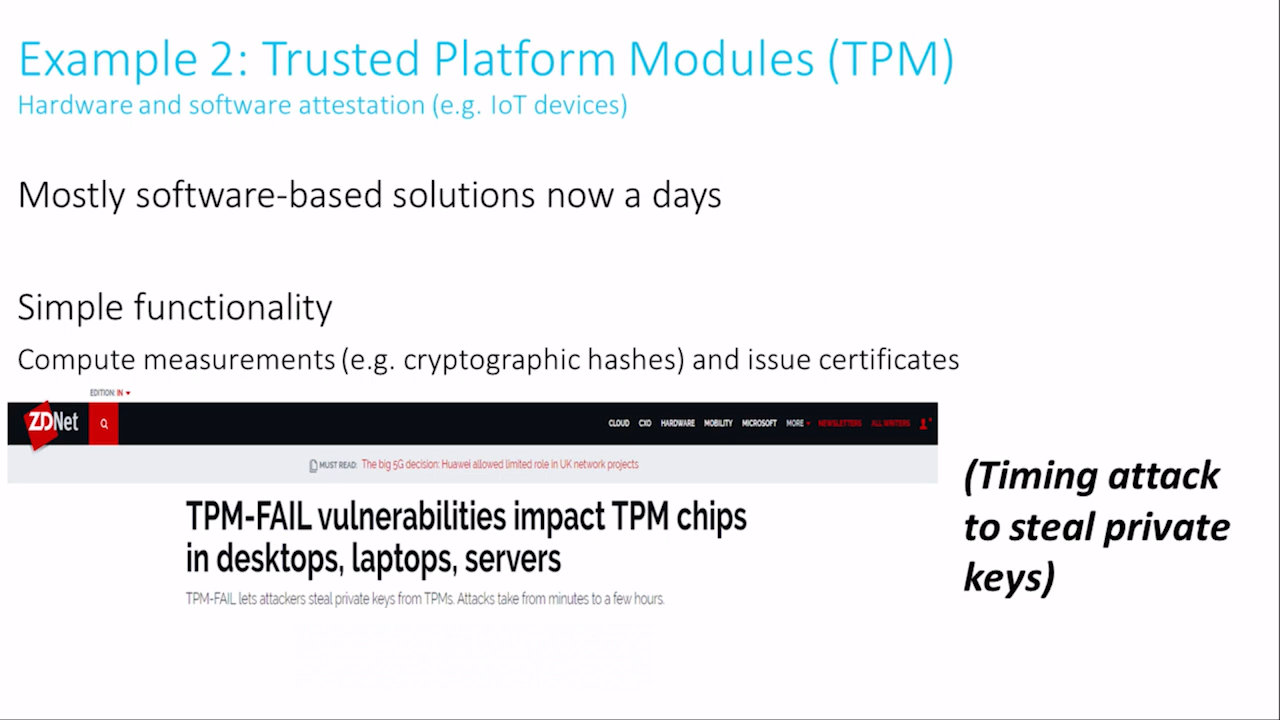 Example 2: Trusted Platform Modules (TPM)
Hardware and software attestation (e.g. IoT devices)
Mostly software-based solutions now a days
Simple functionality
Compute measurements (e.g. cryptographic hashes) and issue certificates
EDITION: IN
ZDNet
CLOUD CXO HARDWARE MOBILITY MICROSOFT MORE NEWSLETTERS ALL WRITERS
MUST READ: The big 5G decision: Huawei allowed limited role in UK network projects
TPM-FAIL vulnerabilities impact TPM chips
in desktops, laptops, servers
TPM-FAIL lets attackers steal private keys from TPMs. Attacks take from minutes to a few hours.
(Timing attack
to steal private
keys)